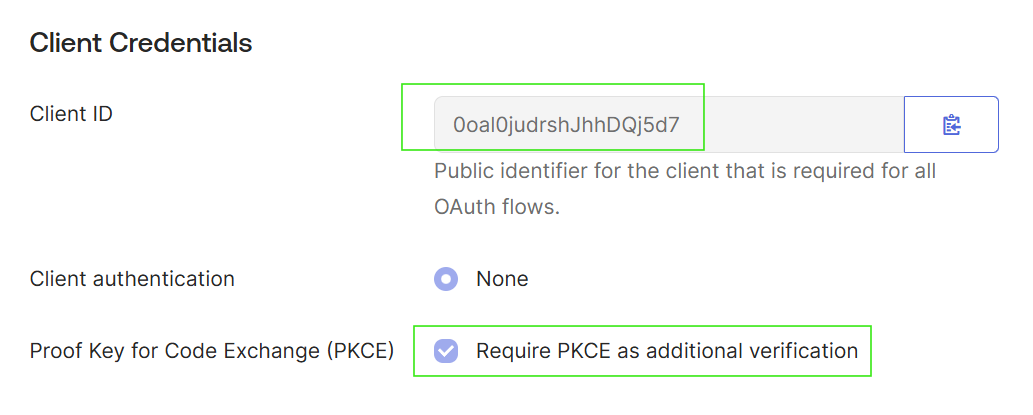 Client Credentials
Client ID
0oal0judrshJhhDQj5d7
Public identifier for the client that is required for all
OAuth flows.
Client authentication
None
Proof Key for Code Exchange (PKCE)
Require PKCE as additional verification